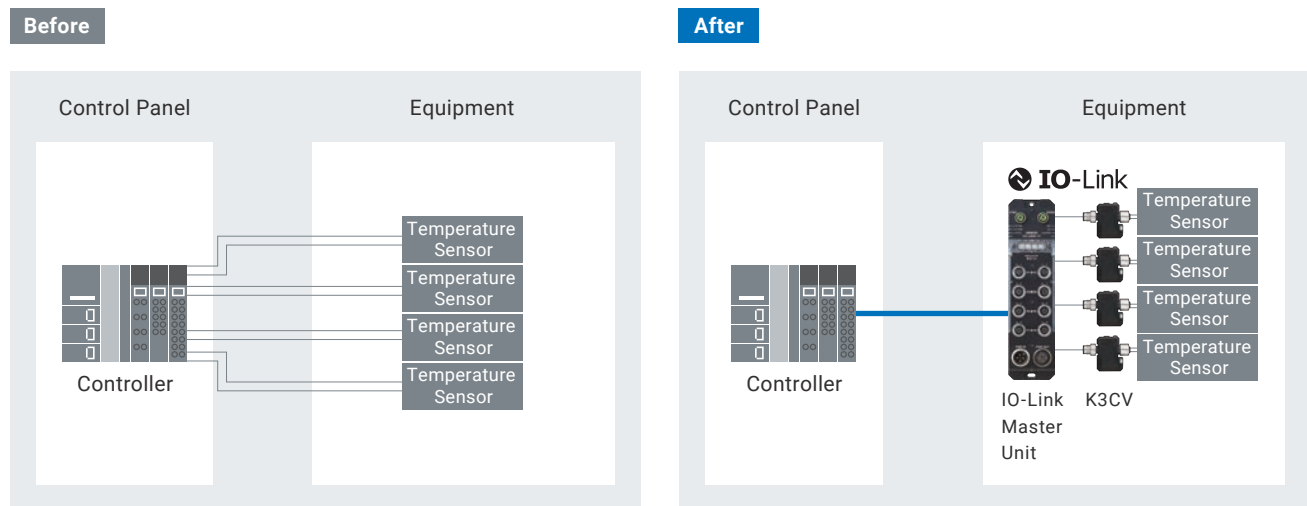 Before
Control Panel
Equipment
Temperature
Sensor
Temperature
Sensor
Temperature
Sensor
Temperature
Sensor
Controller
After
Control Panel
Equipment
IO-Link
Temperature
Sensor
Temperature
Sensor
Temperature
Sensor
Temperature
Sensor
Controller
IO-Link
Master
Unit
K3CV